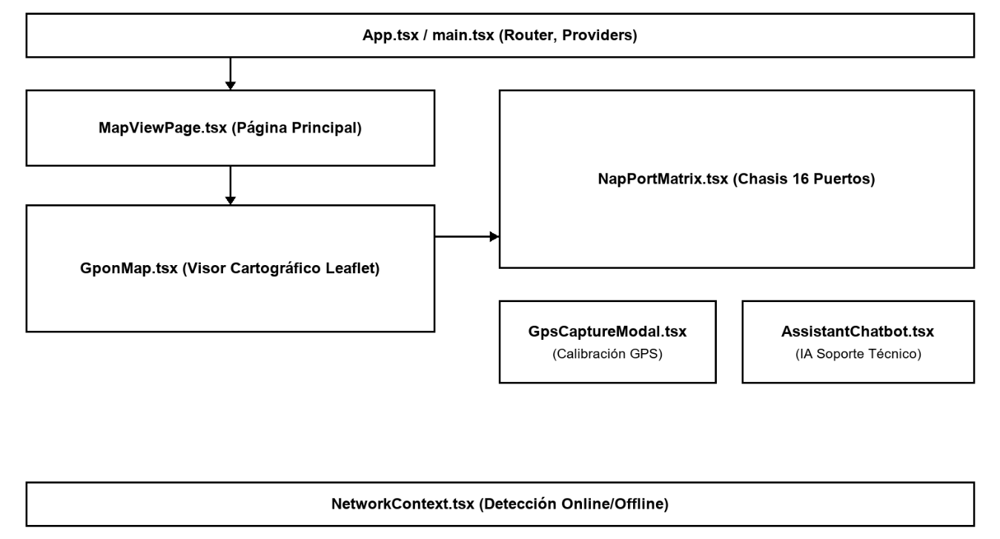 App.tsx / main.tsx (Router, Providers)
MapViewPage.tsx (Página Principal)
NapPortMatrix.tsx (Chasis 16 Puertos)
GponMap.tsx (Visor Cartográfico Leaflet)
GpsCaptureModal.tsx
(Calibración GPS)
AssistantChatbot.tsx
(IA Soporte Técnico)
NetworkContext.tsx (Detección Online/Offline)